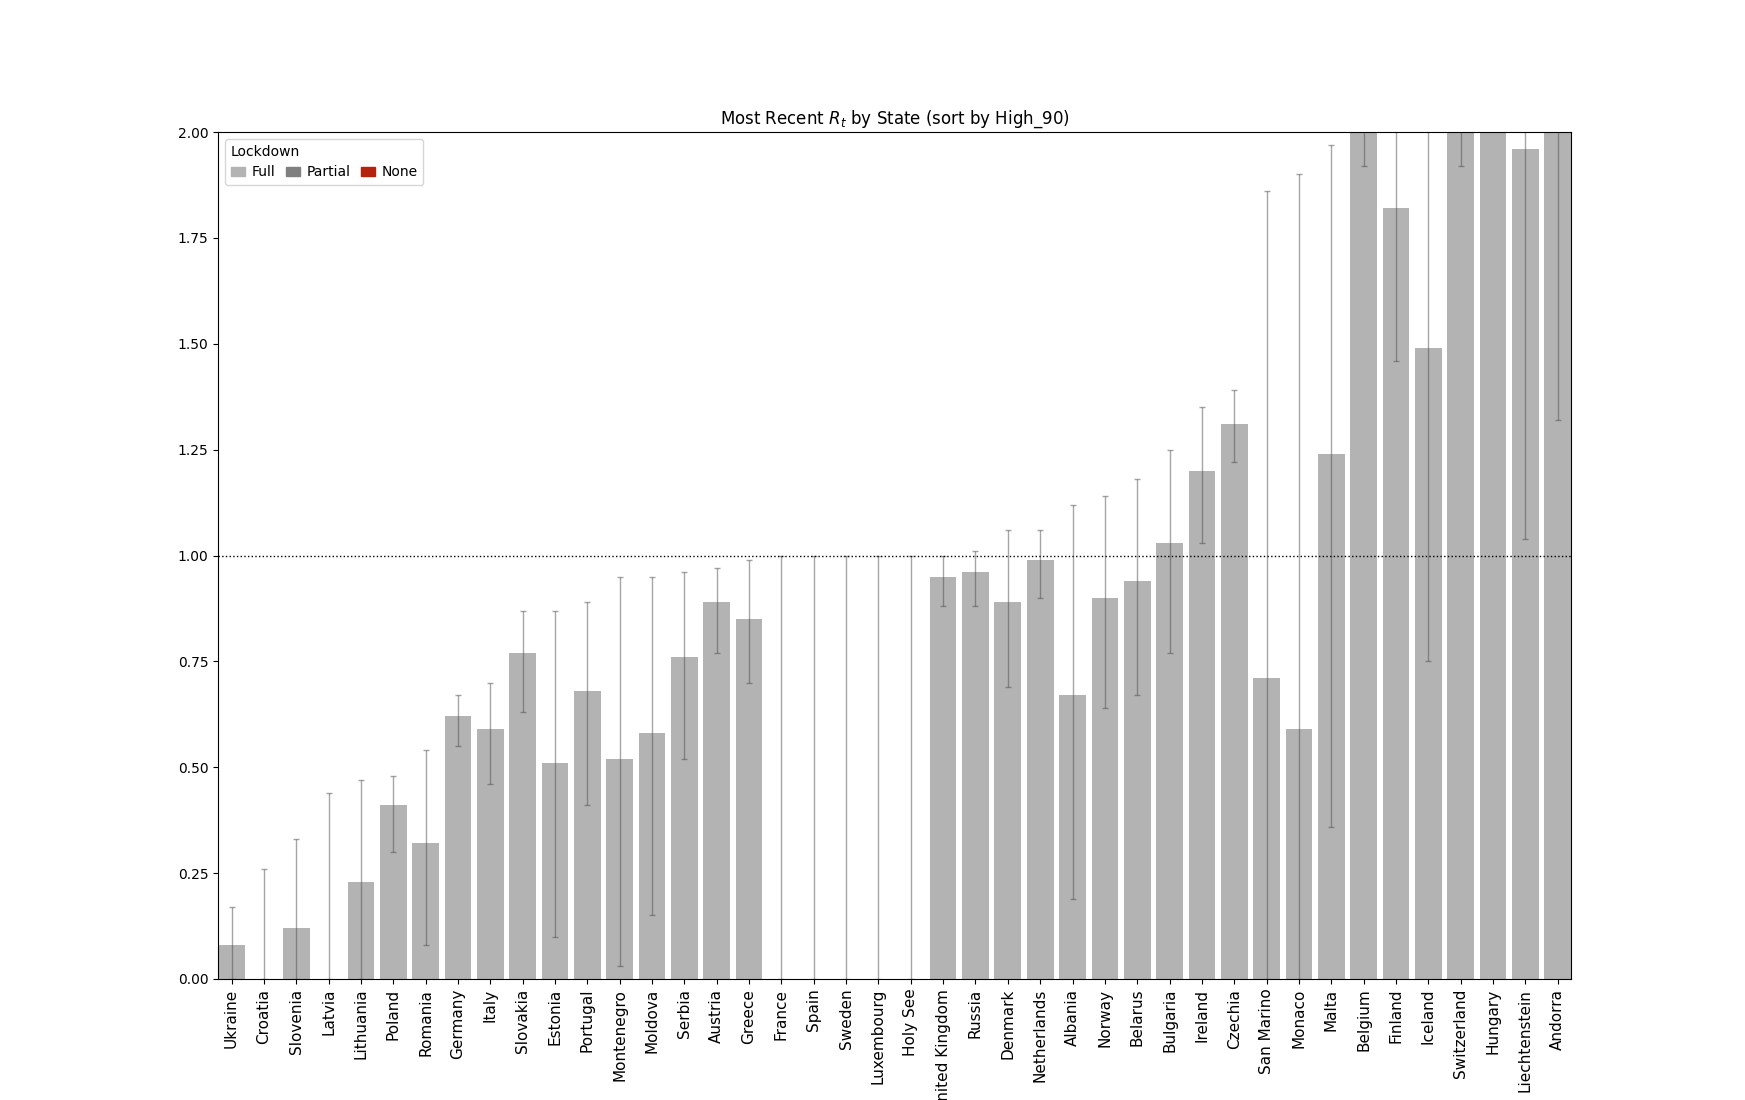 Most Recent R_t by State (sort by High_90)
Lockdown
Full Partial None
2.00
1.75
1.50
1.25
1.00
0.75
0.50
0.25
0.00
Ukraine
Croatia
Slovenia
Latvia
Lithuania
Poland
Romania
Germany
Italy
Slovakia
Estonia
Portugal
Montenegro
Moldova
Serbia
Austria
Greece
France
Spain
Sweden
Luxembourg
Holy See
nited Kingdom
Russia
Denmark
Netherlands
Albania
Norway
Belarus
Bulgaria
Ireland
Czechia
San Marino
Monaco
Malta
Belgium
Finland
Iceland
Switzerland
Hungary
Liechtenstein
Andorra